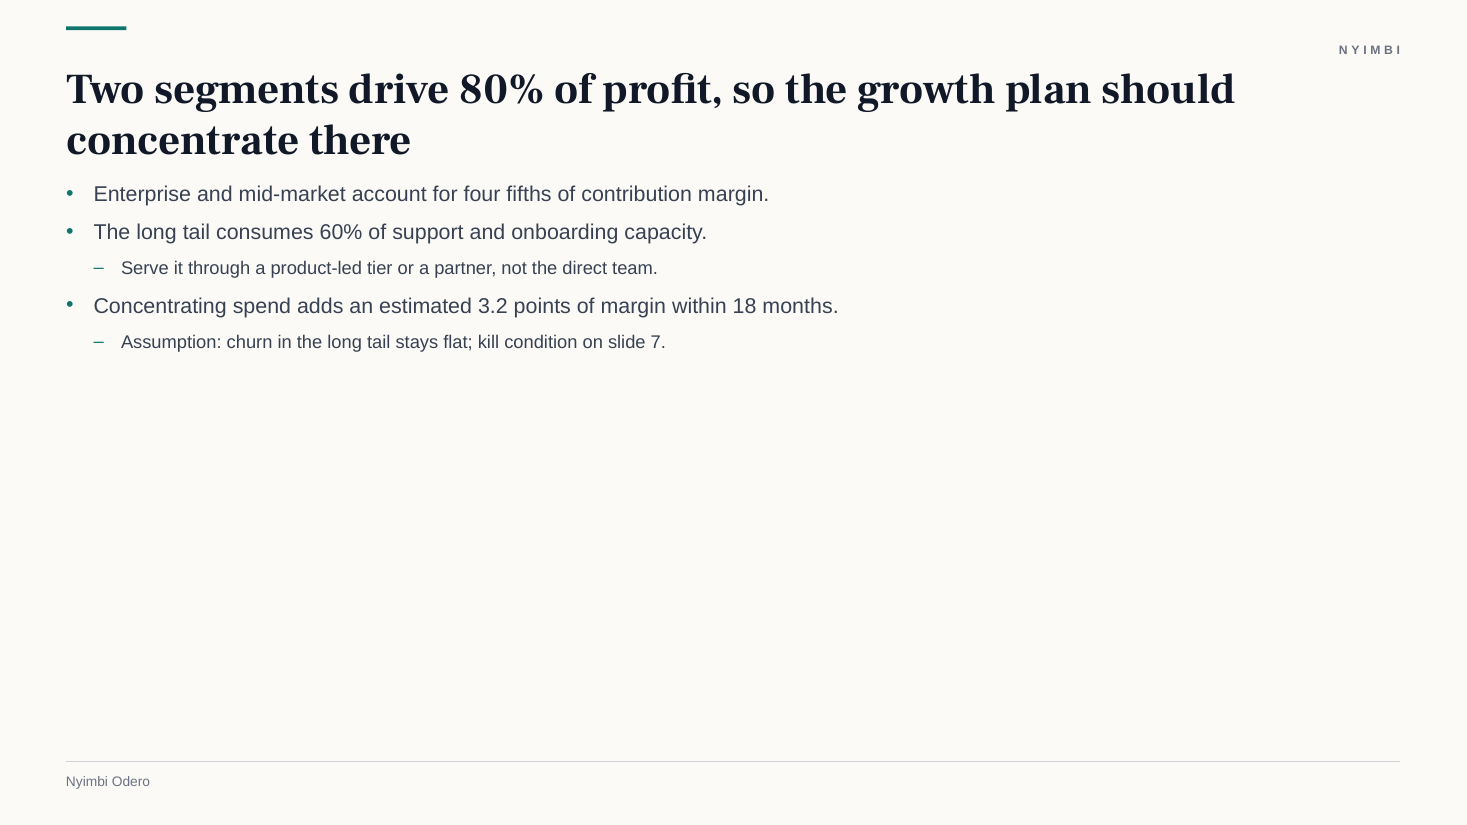 NYIMBI
Two segments drive 80% of profit, so the growth plan should
concentrate there
• Enterprise and mid-market account for four fifths of contribution margin.
• The long tail consumes 60% of support and onboarding capacity.
– Serve it through a product-led tier or a partner, not the direct team.
• Concentrating spend adds an estimated 3.2 points of margin within 18 months.
– Assumption: churn in the long tail stays flat; kill condition on slide 7.
Nyimbi Odero